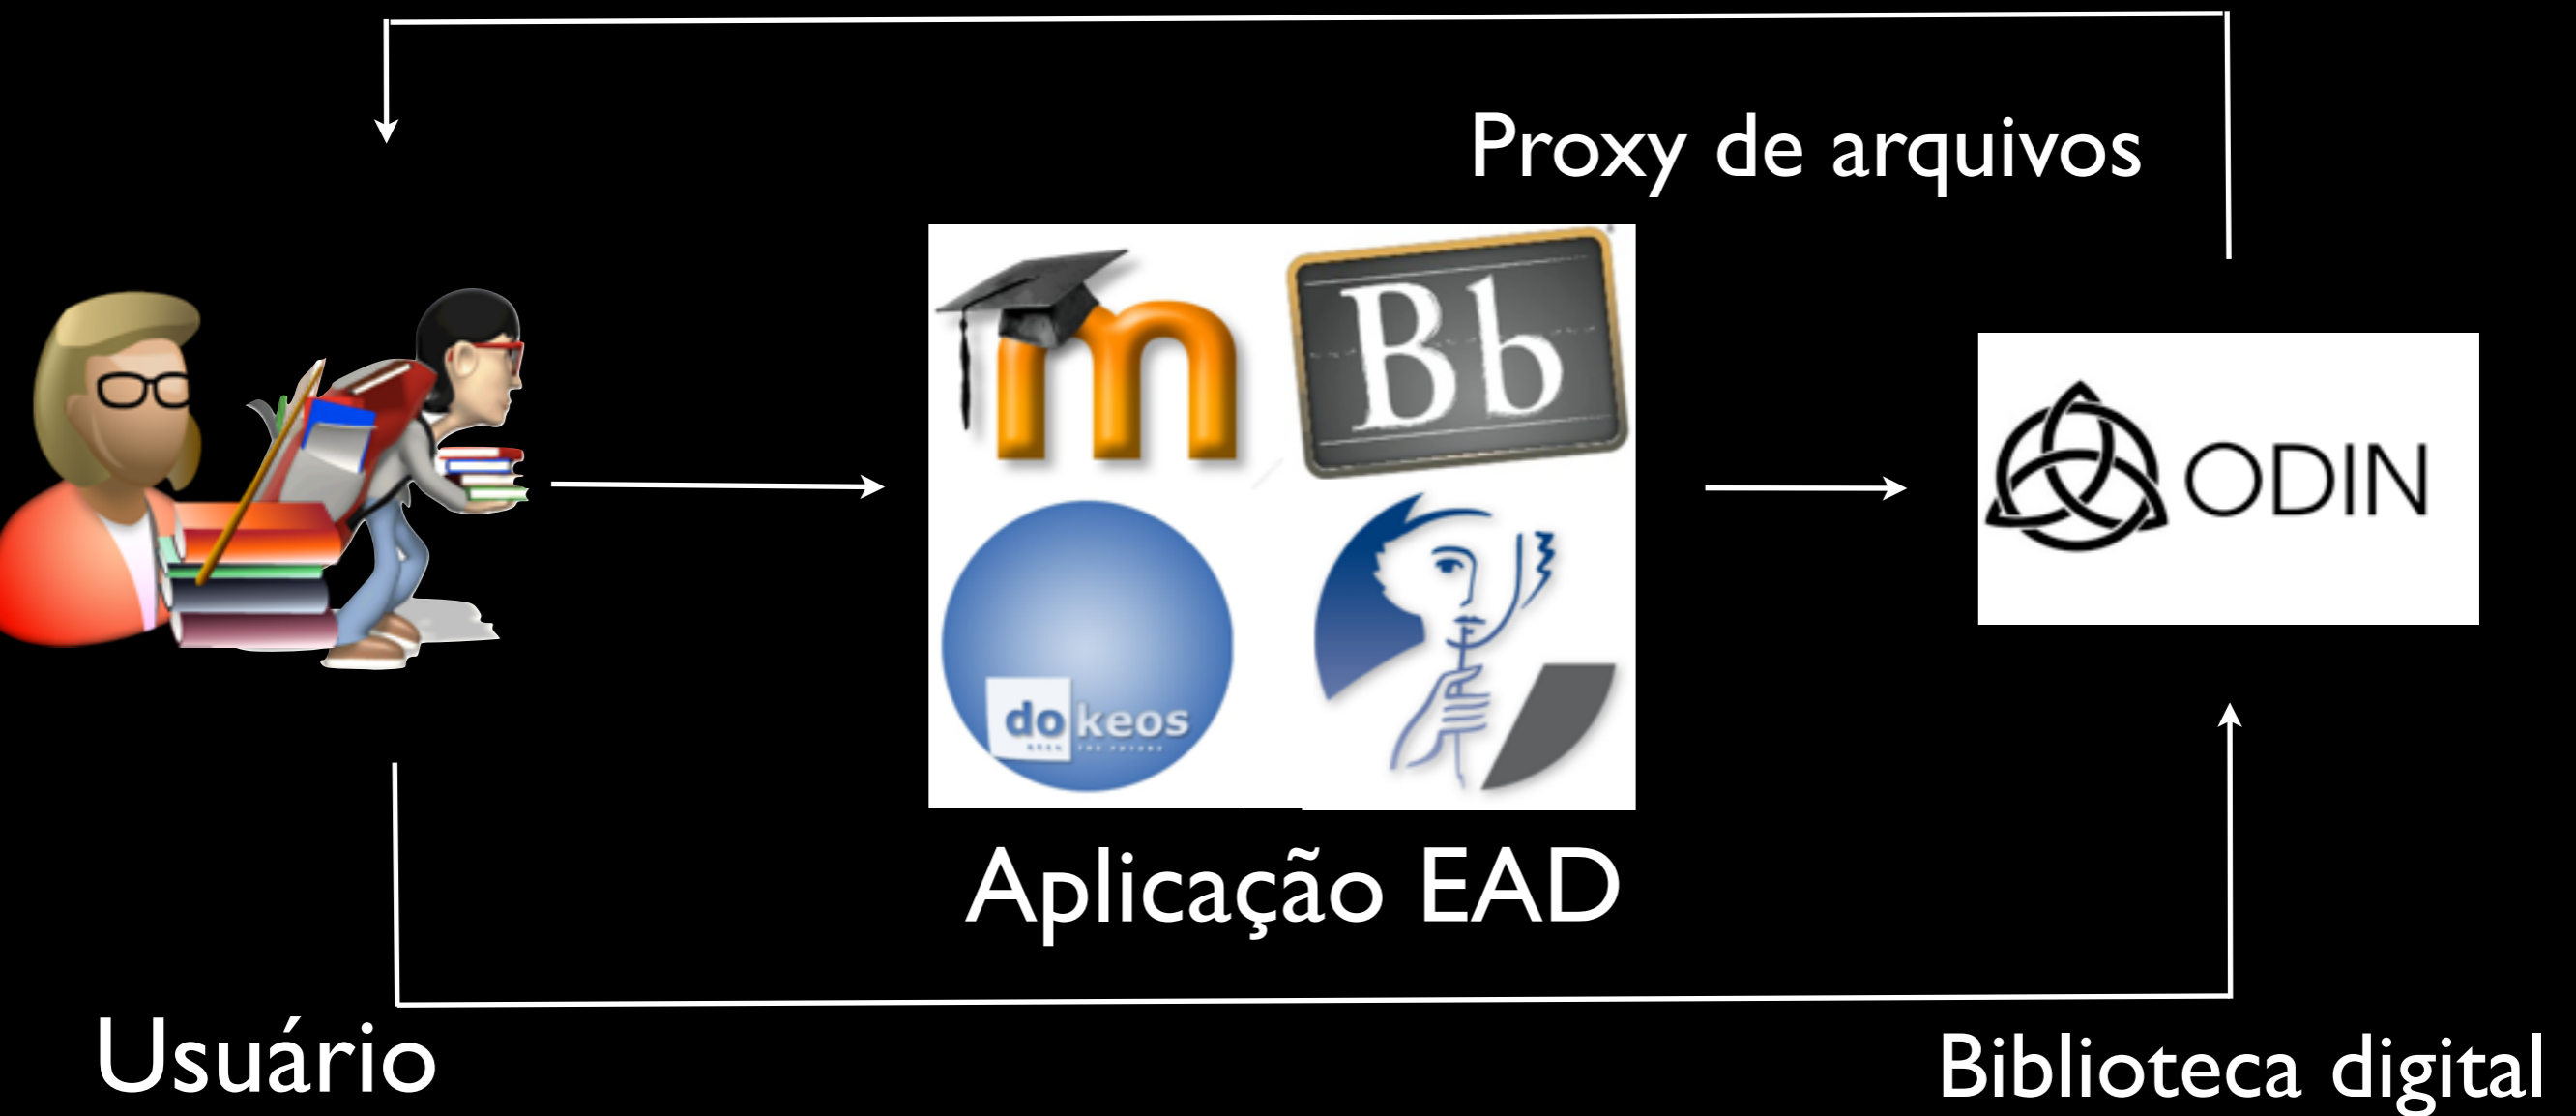 Proxy de arquivos
m
Bb
ODIN
dokeos
Aplicação EAD
Usuário
Biblioteca digital